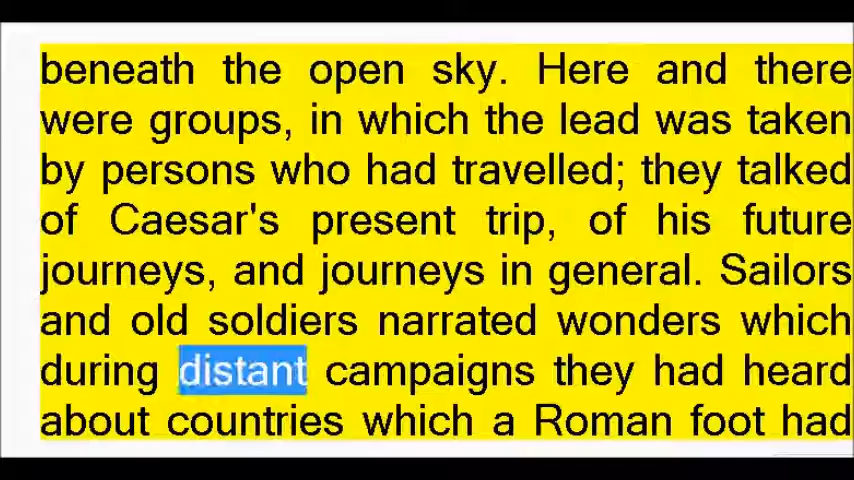 beneath the open sky. Here and there
were groups, in which the lead was taken
by persons who had travelled; they talked
of Caesar's present trip, of his future
journeys, and journeys in general. Sailors
and old soldiers narrated wonders which
during distant campaigns they had heard
about countries which a Roman foot had